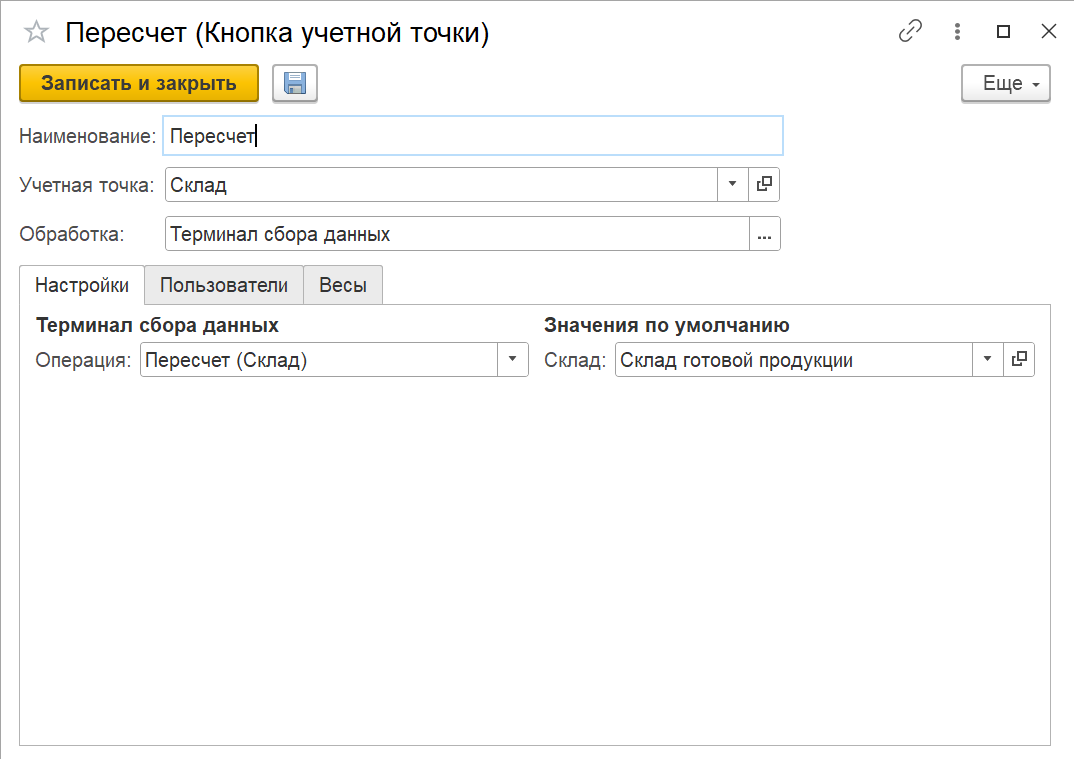 Пересчет (Кнопка учетной точки)
Записать и закрыть
Еще
Наименование: Пересчет
Учетная точка: Склад
Обработка: Терминал сбора данных
...
Настройки Пользователи Весы
Терминал сбора данных Значения по умолчанию
Операция: Пересчет (Склад) Склад: Склад готовой продукции